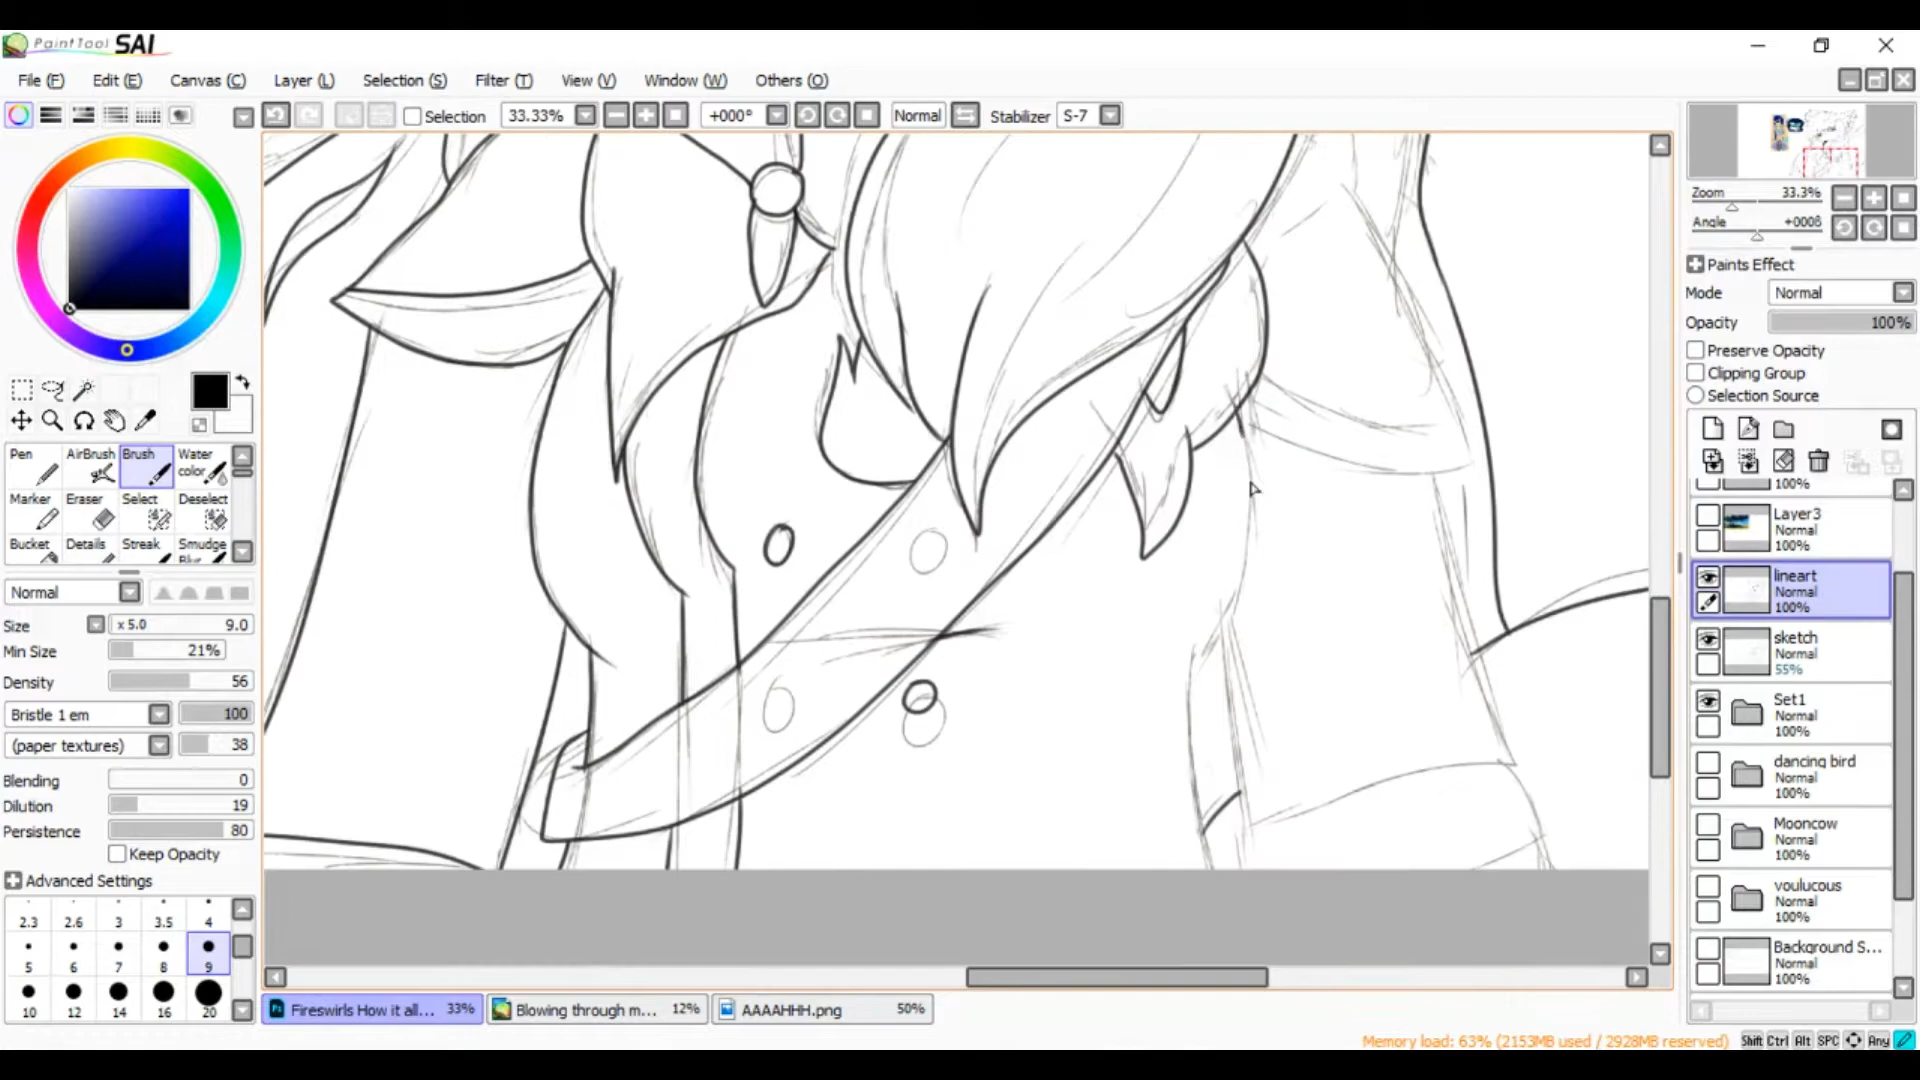 PaintTool SAI
File (F) Edit (E) Canvas (C) Layer (L) Selection (S) Filter (T) View (V) Window (W) Others (O)
Selection 33.33% +000° Normal Stabilizer S-7
Zoom 33.3%
Angle +000ß
Paints Effect
Mode Normal
Opacity 100%
Preserve Opacity
Clipping Group
Selection Source
Pen AirBrush Brush Water color
Marker Eraser Select Deselect
Bucket Details Streak Smudge
Blur
Normal
Size x 5.0 9.0
Min Size 21%
Density 56
Bristle 1 em 100
(paper textures) 38
Blending 0
Dilution 19
Persistence 80
Keep Opacity
Advanced Settings
2.3 2.6 3 3.5 4
5 6 7 8 9
10 12 14 16 20
100%
Layer3
Normal
100%
lineart
Normal
100%
sketch
Normal
55%
Set1
Normal
100%
dancing bird
Normal
100%
Mooncow
Normal
100%
voulucous
Normal
100%
Background S...
Normal
100%
Fireswirls How it all... 33% Blowing through m... 12% AAAAHHH.png 50%
Memory load: 63% (2153MB used / 2928MB reserved) Shift Ctrl Alt SPC Any